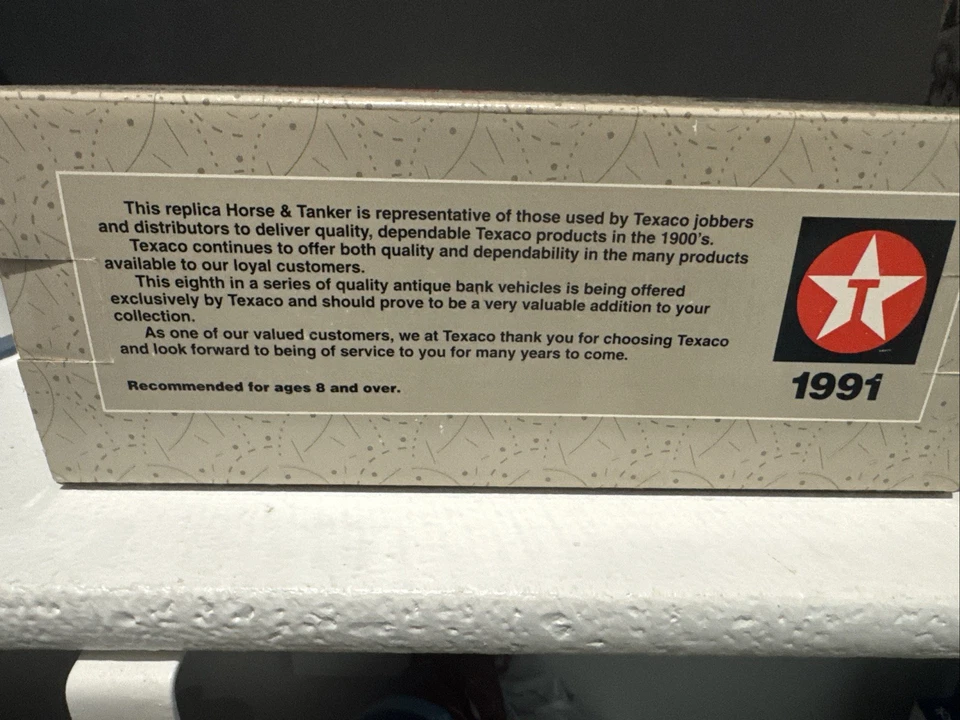 This replica Horse & Tanker is representative of those used by Texaco jobbers
and distributors to deliver quality, dependable Texaco products in the 1900's.
Texaco continues to offer both quality and dependability in the many products
available to our loyal customers.
This eighth in a series of quality antique bank vehicles is being offered
exclusively by Texaco and should prove to be a very valuable addition to your
collection.
As one of our valued customers, we at Texaco thank you for choosing Texaco
and look forward to being of service to you for many years to come.
Recommended for ages 8 and over.
T
1991